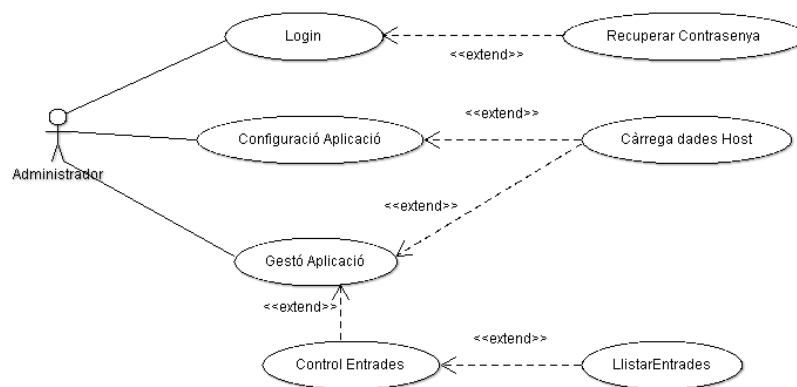 Login
Recuperar Contrasenya
<<extend>>
<<extend>>
Configuració Aplicació
Càrrega dades Host
Administrador
<<extend>>
Gestó Aplicació
<<extend>>
<<extend>>
Control Entrades
LlistarEntrades